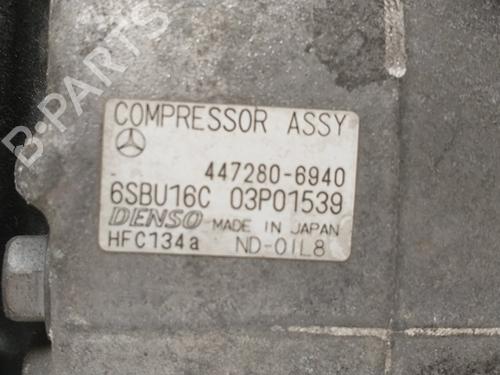 COMPRESSOR ASSY
447280-6940
6SBU16C 03P01539
DENSO MADE IN JAPAN
HFC134a ND-OIL8
B-PARTS